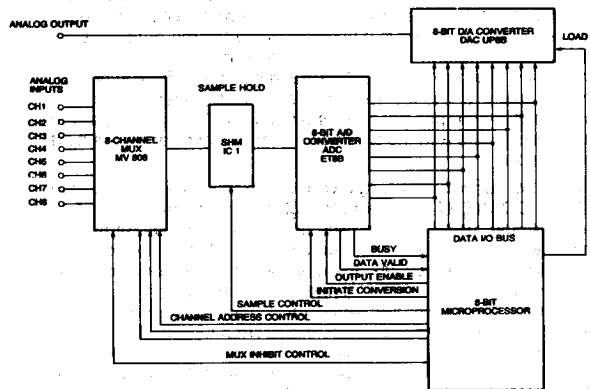 ANALOG OUTPUT
8-BIT D/A CONVERTER
DAC UP8B
LOAD
ANALOG
INPUTS
CH1
CH2
CH3
CH4
CH5
CH6
CH7
CH8
8-CHANNEL
MUX
MV 808
SAMPLE HOLD
SHM
IC 1
8-BIT A/D
CONVERTER
ADC
ET8B
BUSY
DATA VALID
OUTPUT ENABLE
INITIATE CONVERSION
SAMPLE CONTROL
CHANNEL ADDRESS CONTROL
MUX INHIBIT CONTROL
DATA I/O BUS
8-BIT
MICROPROCESSOR